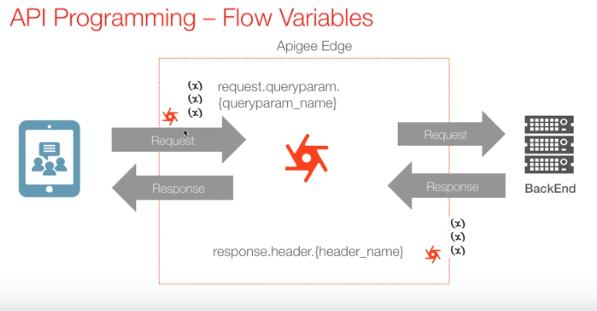 API Programming – Flow Variables
Apigee Edge
(x)
(x)
(x)
request.queryparam.
{queryparam_name}
Request
Request
Response
Response
BackEnd
(x)
(x)
(x)
response.header.{header_name}